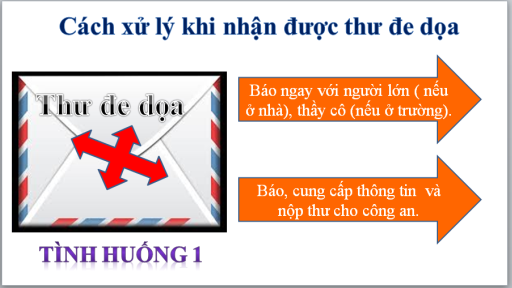 Cách xử lý khi nhận được thư đe dọa
Thư đe dọa
Báo ngay với người lớn ( nếu
ở nhà), thầy cô (nếu ở trường).
Báo, cung cấp thông tin và
nộp thư cho công an.
TÌNH HUỐNG 1